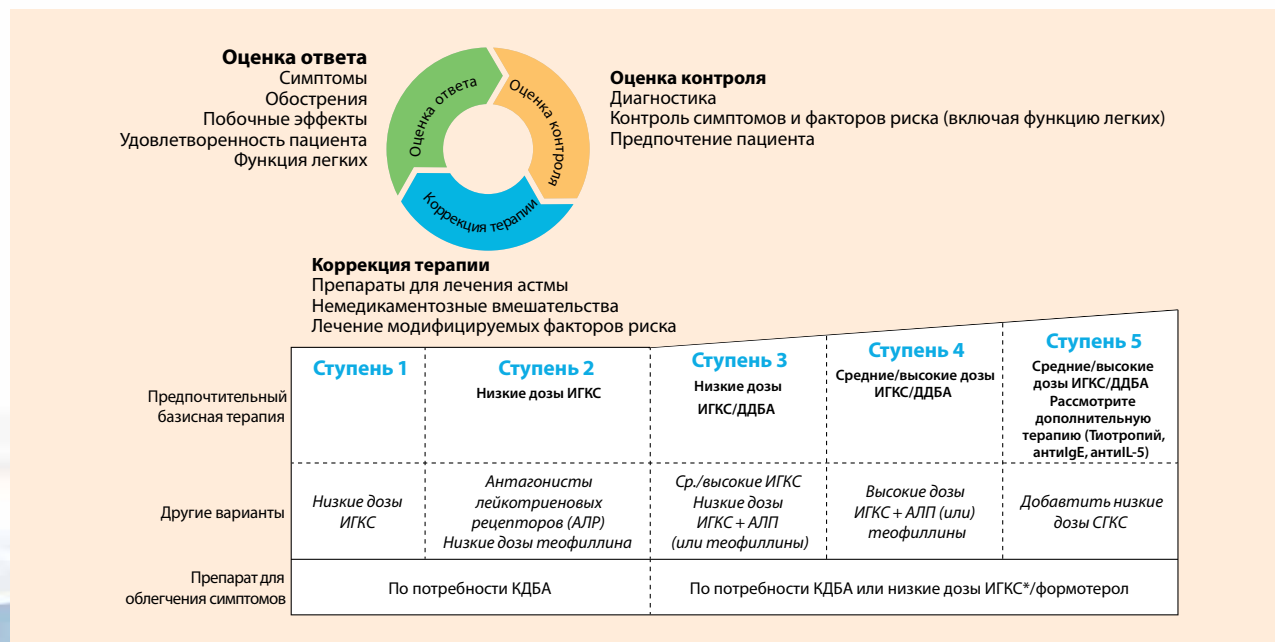 Оценка ответа
Симптомы
Обострения
Побочные эффекты
Удовлетворенность пациента
Функция легких
Оценка ответа
Оценка контроля
Коррекция терапии
Оценка контроля
Диагностика
Контроль симптомов и факторов риска (включая функцию легких)
Предпочтение пациента
Коррекция терапии
Препараты для лечения астмы
Немедикаментозные вмешательства
Лечение модифицируемых факторов риска
Предпочтительный
базисная терапия
Ступень 1
Ступень 2
Низкие дозы ИГКС
Ступень 3
Низкие дозы
ИГКС/ДДБА
Ступень 4
Средние/высокие дозы
ИГКС/ДДБА
Ступень 5
Средние/высокие
дозы ИГКС/ДДБА
Рассмотрите
дополнительную
терапию (Тиотропий,
антиIgE, антиIL-5)
Другие варианты
Низкие дозы
ИГКС
Антагонисты
лейкотриеновых
рецепторов (АЛР)
Низкие дозы теофиллина
Ср./высокие ИГКС
Низкие дозы
ИГКС + АЛП
(или теофиллины)
Высокие дозы
ИГКС + АЛП (или)
теофиллины
Добавтить низкие
дозы СГКС
Препарат для
облегчения симптомов
По потребности КДБА
По потребности КДБА или низкие дозы ИГКС*/формотерол